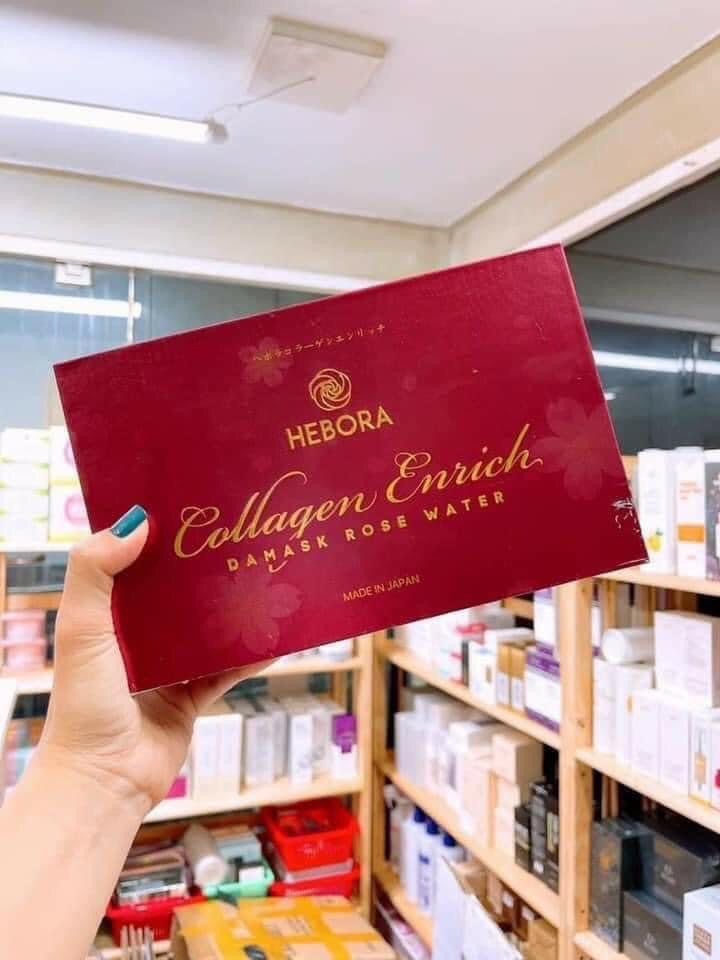 ヘボラコラーゲンエンリッチ
HEBORA
Collagen Enrich
DAMASK ROSE WATER
MADE IN JAPAN